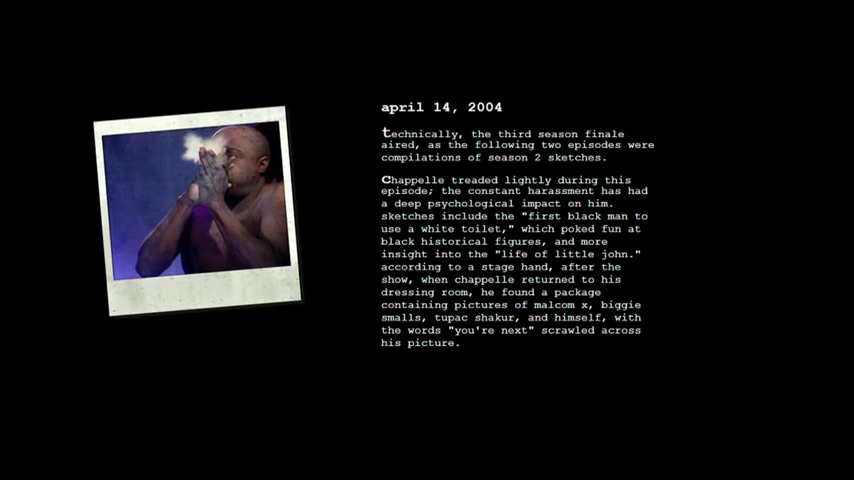 april 14, 2004
technically, the third season finale
aired, as the following two episodes were
compilations of season 2 sketches.
Chappelle treaded lightly during this
episode; the constant harassment has had
a deep psychological impact on him.
sketches include the "first black man to
use a white toilet," which poked fun at
black historical figures, and more
insight into the "life of little john."
according to a stage hand, after the
show, when chappelle returned to his
dressing room, he found a package
containing pictures of malcom x, biggie
smalls, tupac shakur, and himself, with
the words "you're next" scrawled across
his picture.